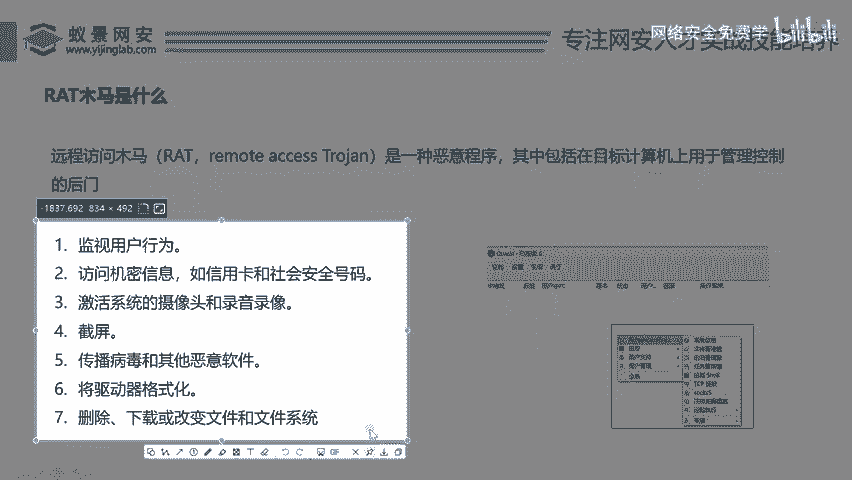 蚁景网安
www.yijinglab.com
专注网安人才实战技能培养
网络安全免费学
bilibili
RAT木马是什么
远程访问木马（RAT，remote access Trojan）是一种恶意程序，其中包括在目标计算机上用于管理控制
的后门
-1837,692 834 × 492
1. 监视用户行为。
2. 访问机密信息，如信用卡和社会安全号码。
3. 激活系统的摄像头和录音录像。
4. 截屏。
5. 传播病毒和其他恶意软件。
6. 将驱动器格式化。
7. 删除、下载或改变文件和文件系统